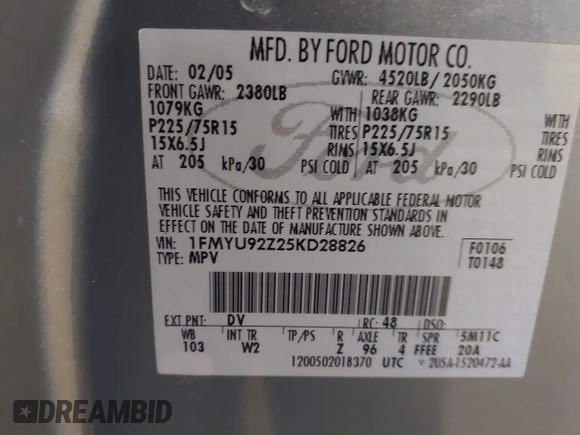 MFD. BY FORD MOTOR CO.
DATE: 02/05 GVWR: 4520LB/ 2050KG
FRONT GAWR: 2380LB REAR GAWR: 2290LB
1079KG WITH 1038KG WITH
P225/75R15 TIRES P225/75R15 TIRES
15X6.5J RIMS 15X6.5J RIMS
AT 205 kPa/30 PSI COLD AT 205 kPa/30 PSI COLD
THIS VEHICLE CONFORMS TO ALL APPLICABLE FEDERAL MOTOR
VEHICLE SAFETY AND THEFT PREVENTION STANDARDS IN
EFFECT ON THE DATE OF MANUFACTURE SHOWN ABOVE.
VIN: 1FMYU92Z25KD28826 F0106
TYPE: MPV T0148
EXT PNT: DV RC: 48 DSO:
WB INT TR TP/PS R AXLE TR SPR 5M11C
103 W2 Z 96 4 FFEE 20A
1200502018370 UTC 2U5A-1520472-AA
Ford
DREAMBID